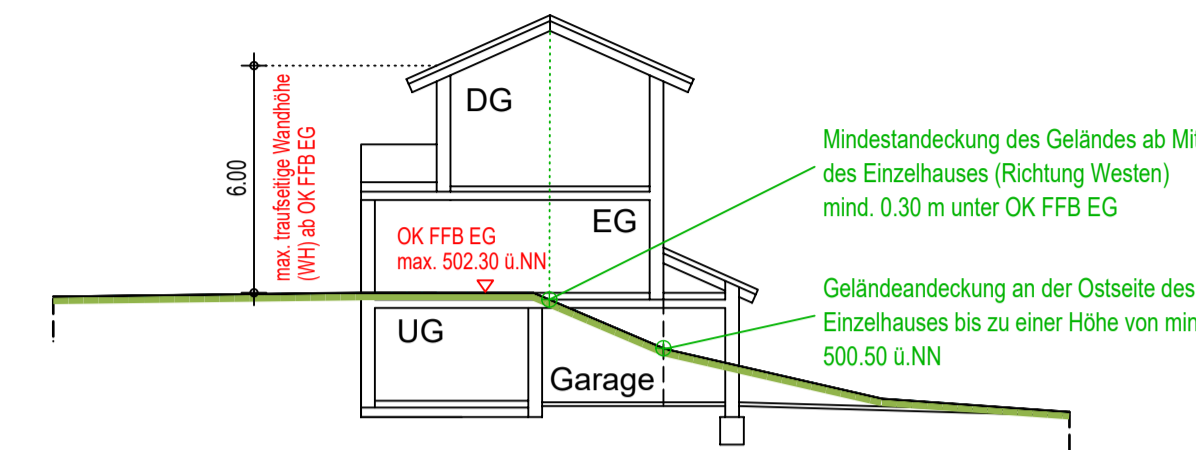 DG
6.00
max. traufseitige Wandhöhe
(WH) ab OK FFB EG
Mindestandeckung des Geländes ab Mit
des Einzelhauses (Richtung Westen)
mind. 0.30 m unter OK FFB EG
EG
OK FFB EG
max. 502.30 ü.NN
Geländeandeckung an der Ostseite des
Einzelhauses bis zu einer Höhe von min
500.50 ü.NN
UG
Garage